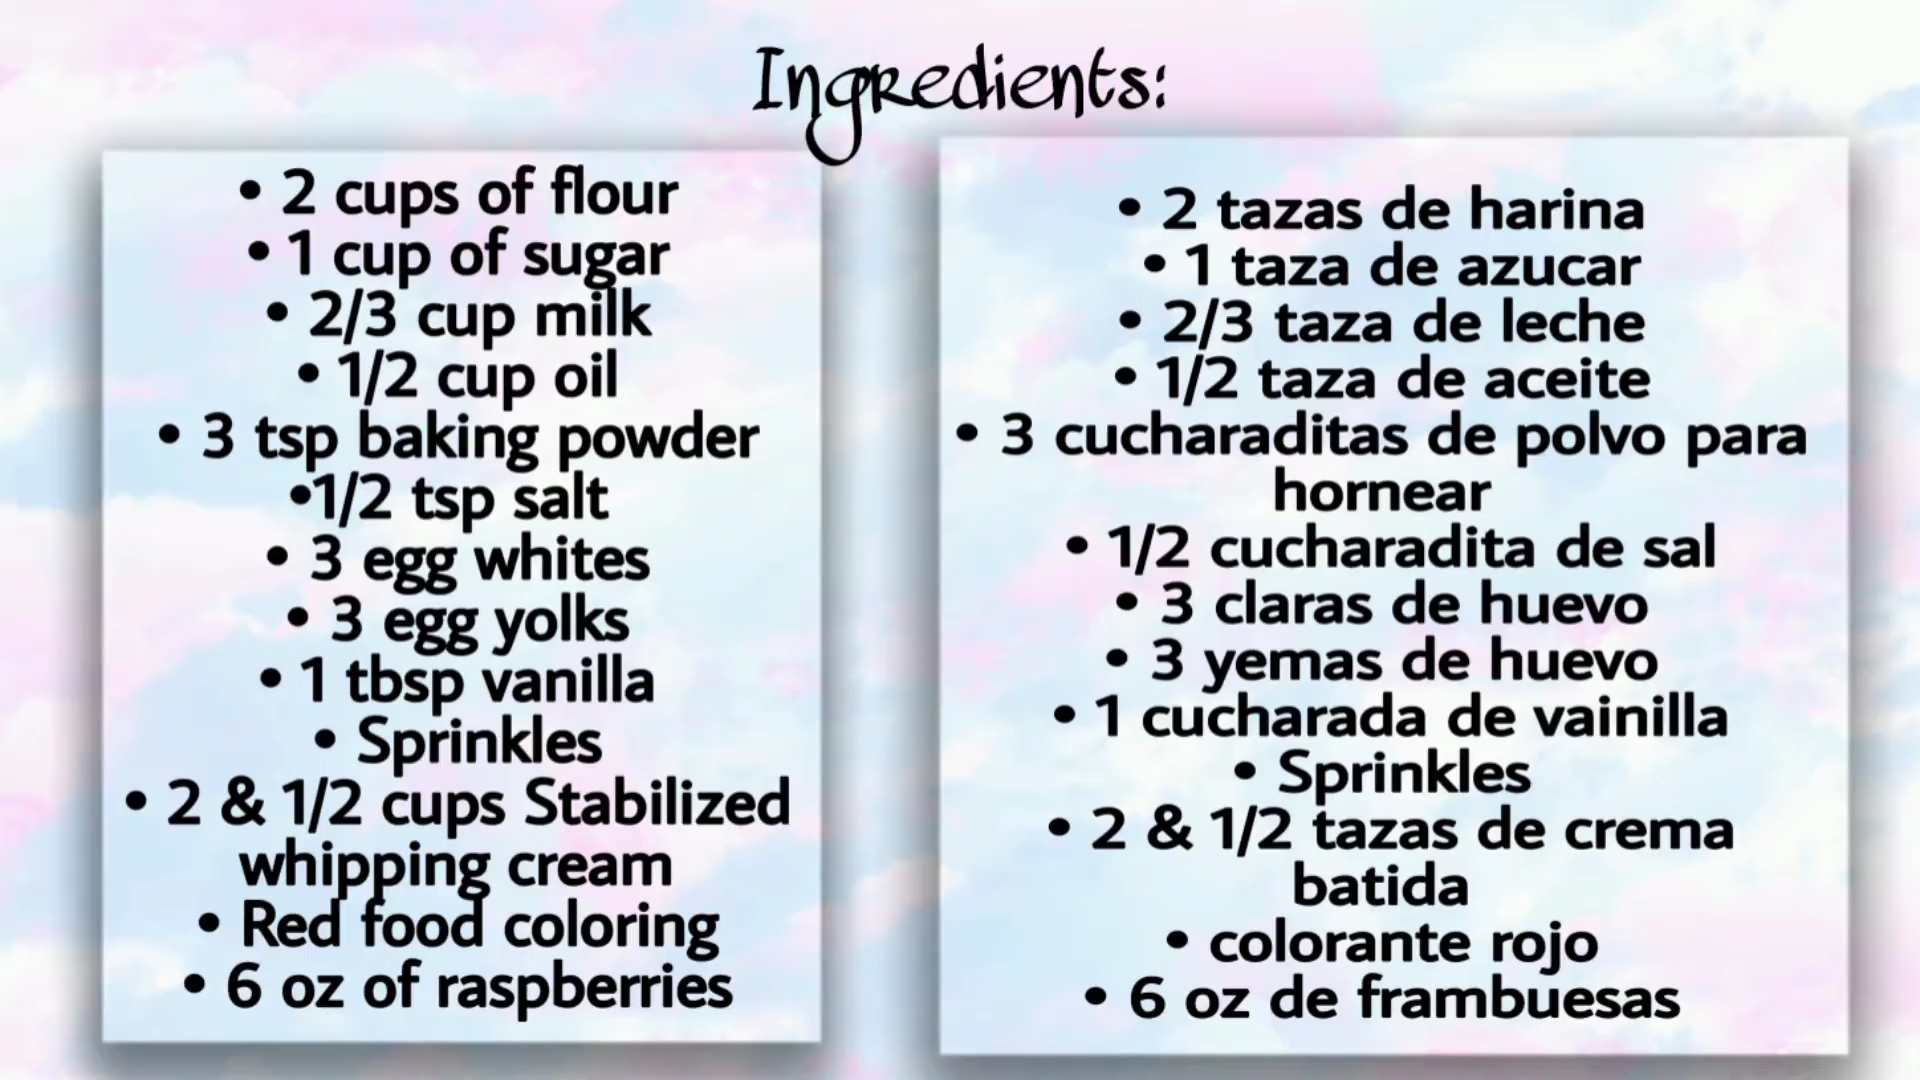 Ingredients:
• 2 cups of flour
• 1 cup of sugar
• 2/3 cup milk
• 1/2 cup oil
• 3 tsp baking powder
•1/2 tsp salt
• 3 egg whites
• 3 egg yolks
• 1 tbsp vanilla
• Sprinkles
• 2 & 1/2 cups Stabilized
whipping cream
• Red food coloring
• 6 oz of raspberries
• 2 tazas de harina
• 1 taza de azucar
• 2/3 taza de leche
• 1/2 taza de aceite
• 3 cucharaditas de polvo para
hornear
• 1/2 cucharadita de sal
• 3 claras de huevo
• 3 yemas de huevo
• 1 cucharada de vainilla
• Sprinkles
• 2 & 1/2 tazas de crema
batida
• colorante rojo
• 6 oz de frambuesas